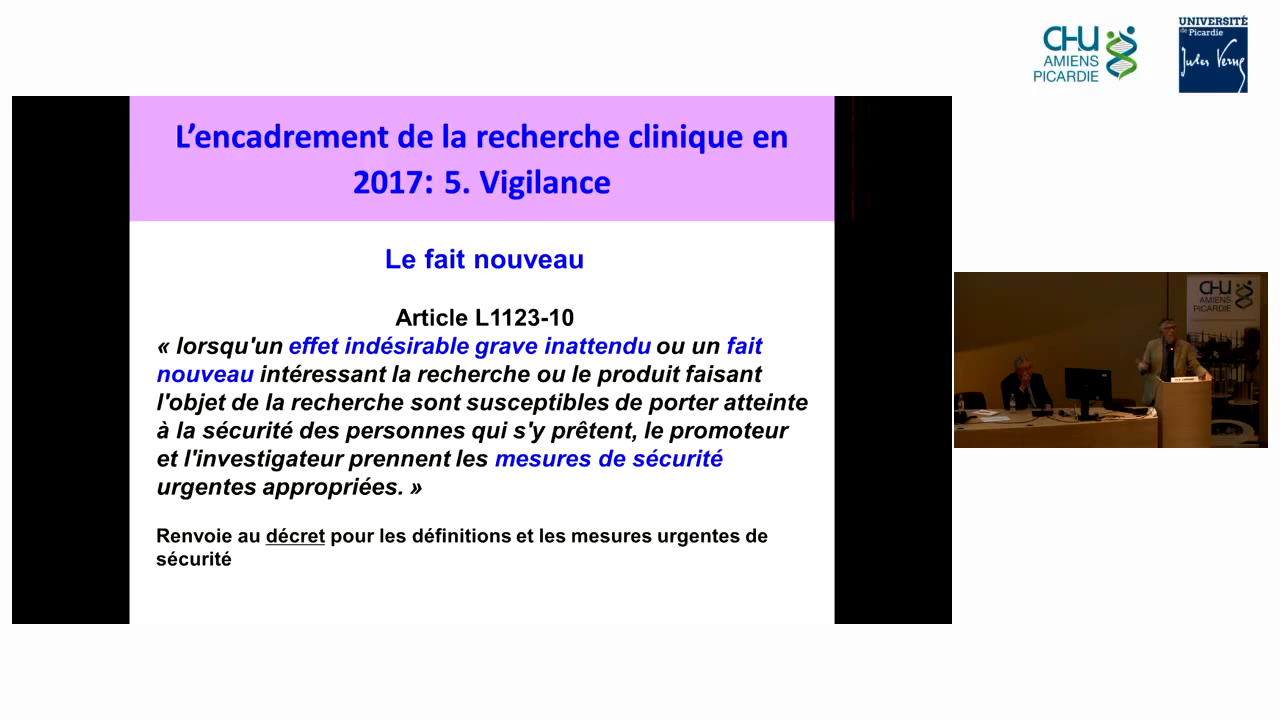 CHU
AMIENS
PICARDIE
UNIVERSITÉ
de Picardie
Jules Verne
L'encadrement de la recherche clinique en
2017: 5. Vigilance
Le fait nouveau
Article L1123-10
« lorsqu'un effet indésirable grave inattendu ou un fait
nouveau intéressant la recherche ou le produit faisant
l'objet de la recherche sont susceptibles de porter atteinte
à la sécurité des personnes qui s'y prêtent, le promoteur
et l'investigateur prennent les mesures de sécurité
urgentes appropriées. »
Renvoie au décret pour les définitions et les mesures urgentes de
sécurité
CHU
AMIENS
PICARDIE